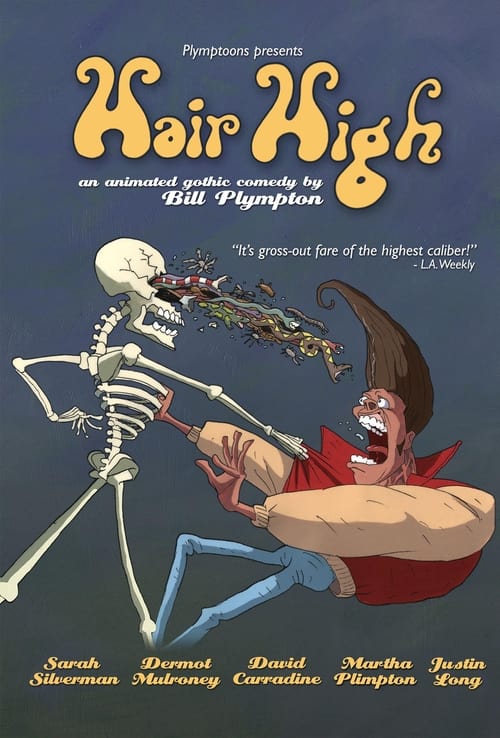 Plymptoons presents
Hair High
an animated gothic comedy by
Bill Plympton
"It's gross-out fare of the highest caliber!"
- L.A. Weekly
Sarah Silverman
Dermot Mulroney
David Carradine
Martha Plimpton
Justin Long